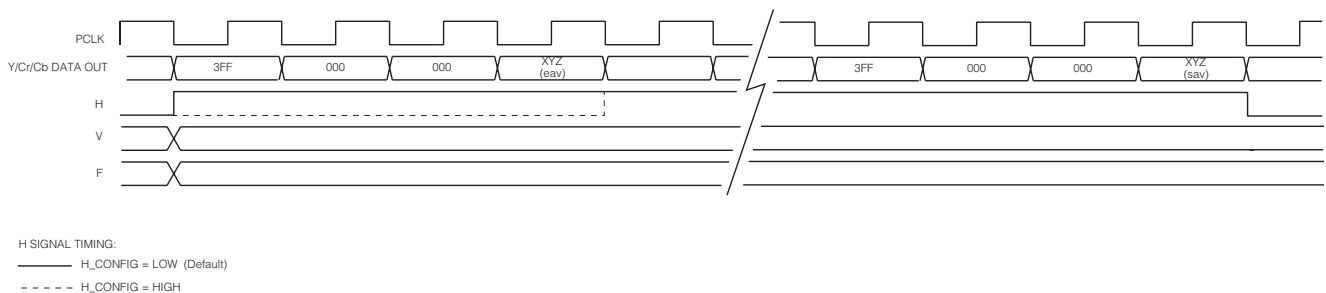 PCLK
Y/Cr/Cb DATA OUT
3FF
000
000
XYZ
(eav)
3FF
000
000
XYZ
(sav)
H
V
F
H SIGNAL TIMING:
H_CONFIG = LOW (Default)
H_CONFIG = HIGH